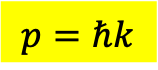 p = ℏk